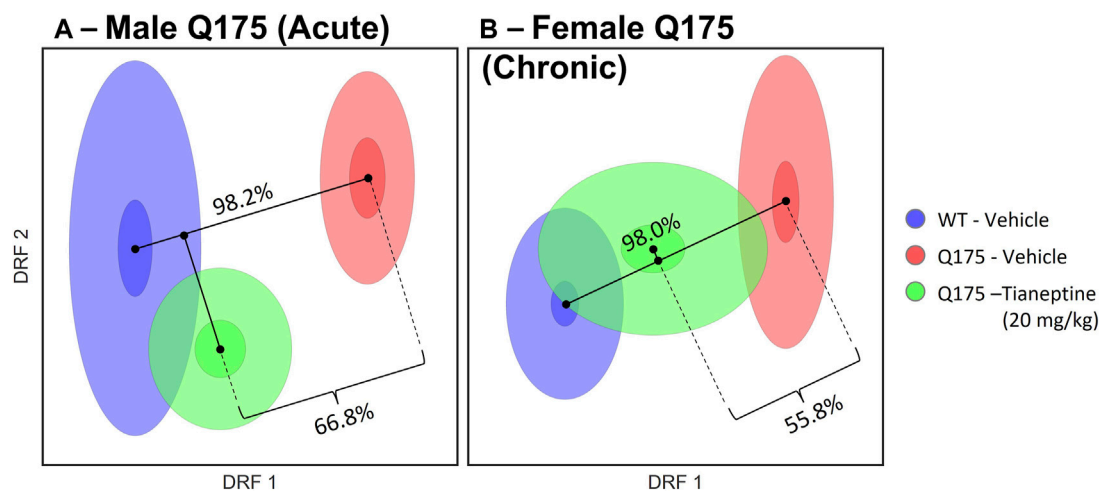 A – Male Q175 (Acute)
B – Female Q175
(Chronic)
98.2%
66.8%
98.0%
55.8%
DRF 2
DRF 1
DRF 1
WT - Vehicle
Q175 - Vehicle
Q175 –Tianeptine
(20 mg/kg)